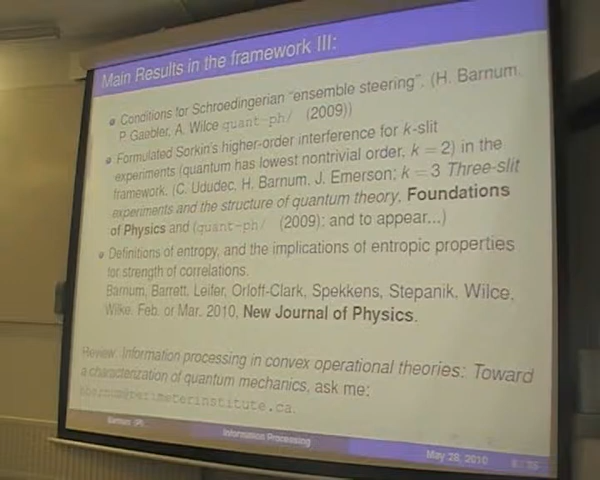 Main Results in the framework III:
Conditions for Schroedingerian "ensemble steering". (H. Barnum,
P. Gaebler, A. Wilce quant-ph/ (2009))
Formulated Sorkin's higher-order interference for k-slit
experiments (quantum has lowest nontrivial order, k = 2) in the
framework. (C. Ududec, H. Barnum, J. Emerson; k = 3 Three-slit
experiments and the structure of quantum theory, Foundations
of Physics and (quant-ph/ (2009); and to appear...)
Definitions of entropy, and the implications of entropic properties
for strength of correlations.
Barnum, Barrett, Leifer, Orloff-Clark, Spekkens, Stepanik, Wilce,
Wilke. Feb. or Mar. 2010, New Journal of Physics.
Review: Information processing in convex operational theories: Toward
a characterization of quantum mechanics, ask me:
hbarnum@perimeterinstitute.ca.
Barnum (PI)
Information Processing
May 28, 2010